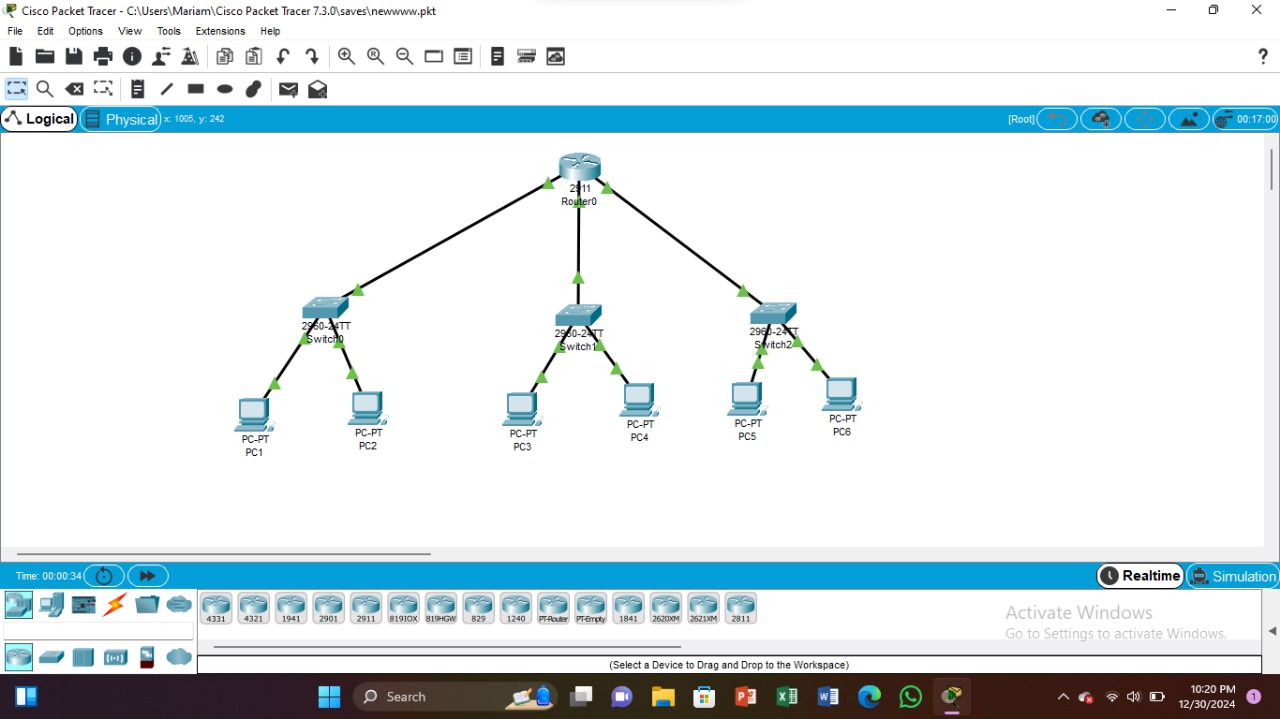 Cisco Packet Tracer - C:\Users\Mariam\Cisco Packet Tracer 7.3.0\saves\newwww.pkt
File Edit Options View Tools Extensions Help
?
Logical Physical x: 1005, y: 242 [Root] 00:17:00
2911
Router0
2960-24TT
Switch0
2960-24TT
Switch1
2960-24TT
Switch2
PC-PT
PC1
PC-PT
PC2
PC-PT
PC3
PC-PT
PC4
PC-PT
PC5
PC-PT
PC6
Time: 00:00:34 Realtime Simulation
4331 4321 1941 2901 2911 819IOX 819HGW 829 1240 PT-Router PT-Empty 1841 2620XM 2621XM 2811
Activate Windows
Go to Settings to activate Windows.
(Select a Device to Drag and Drop to the Workspace)
Search
10:20 PM
12/30/2024
1